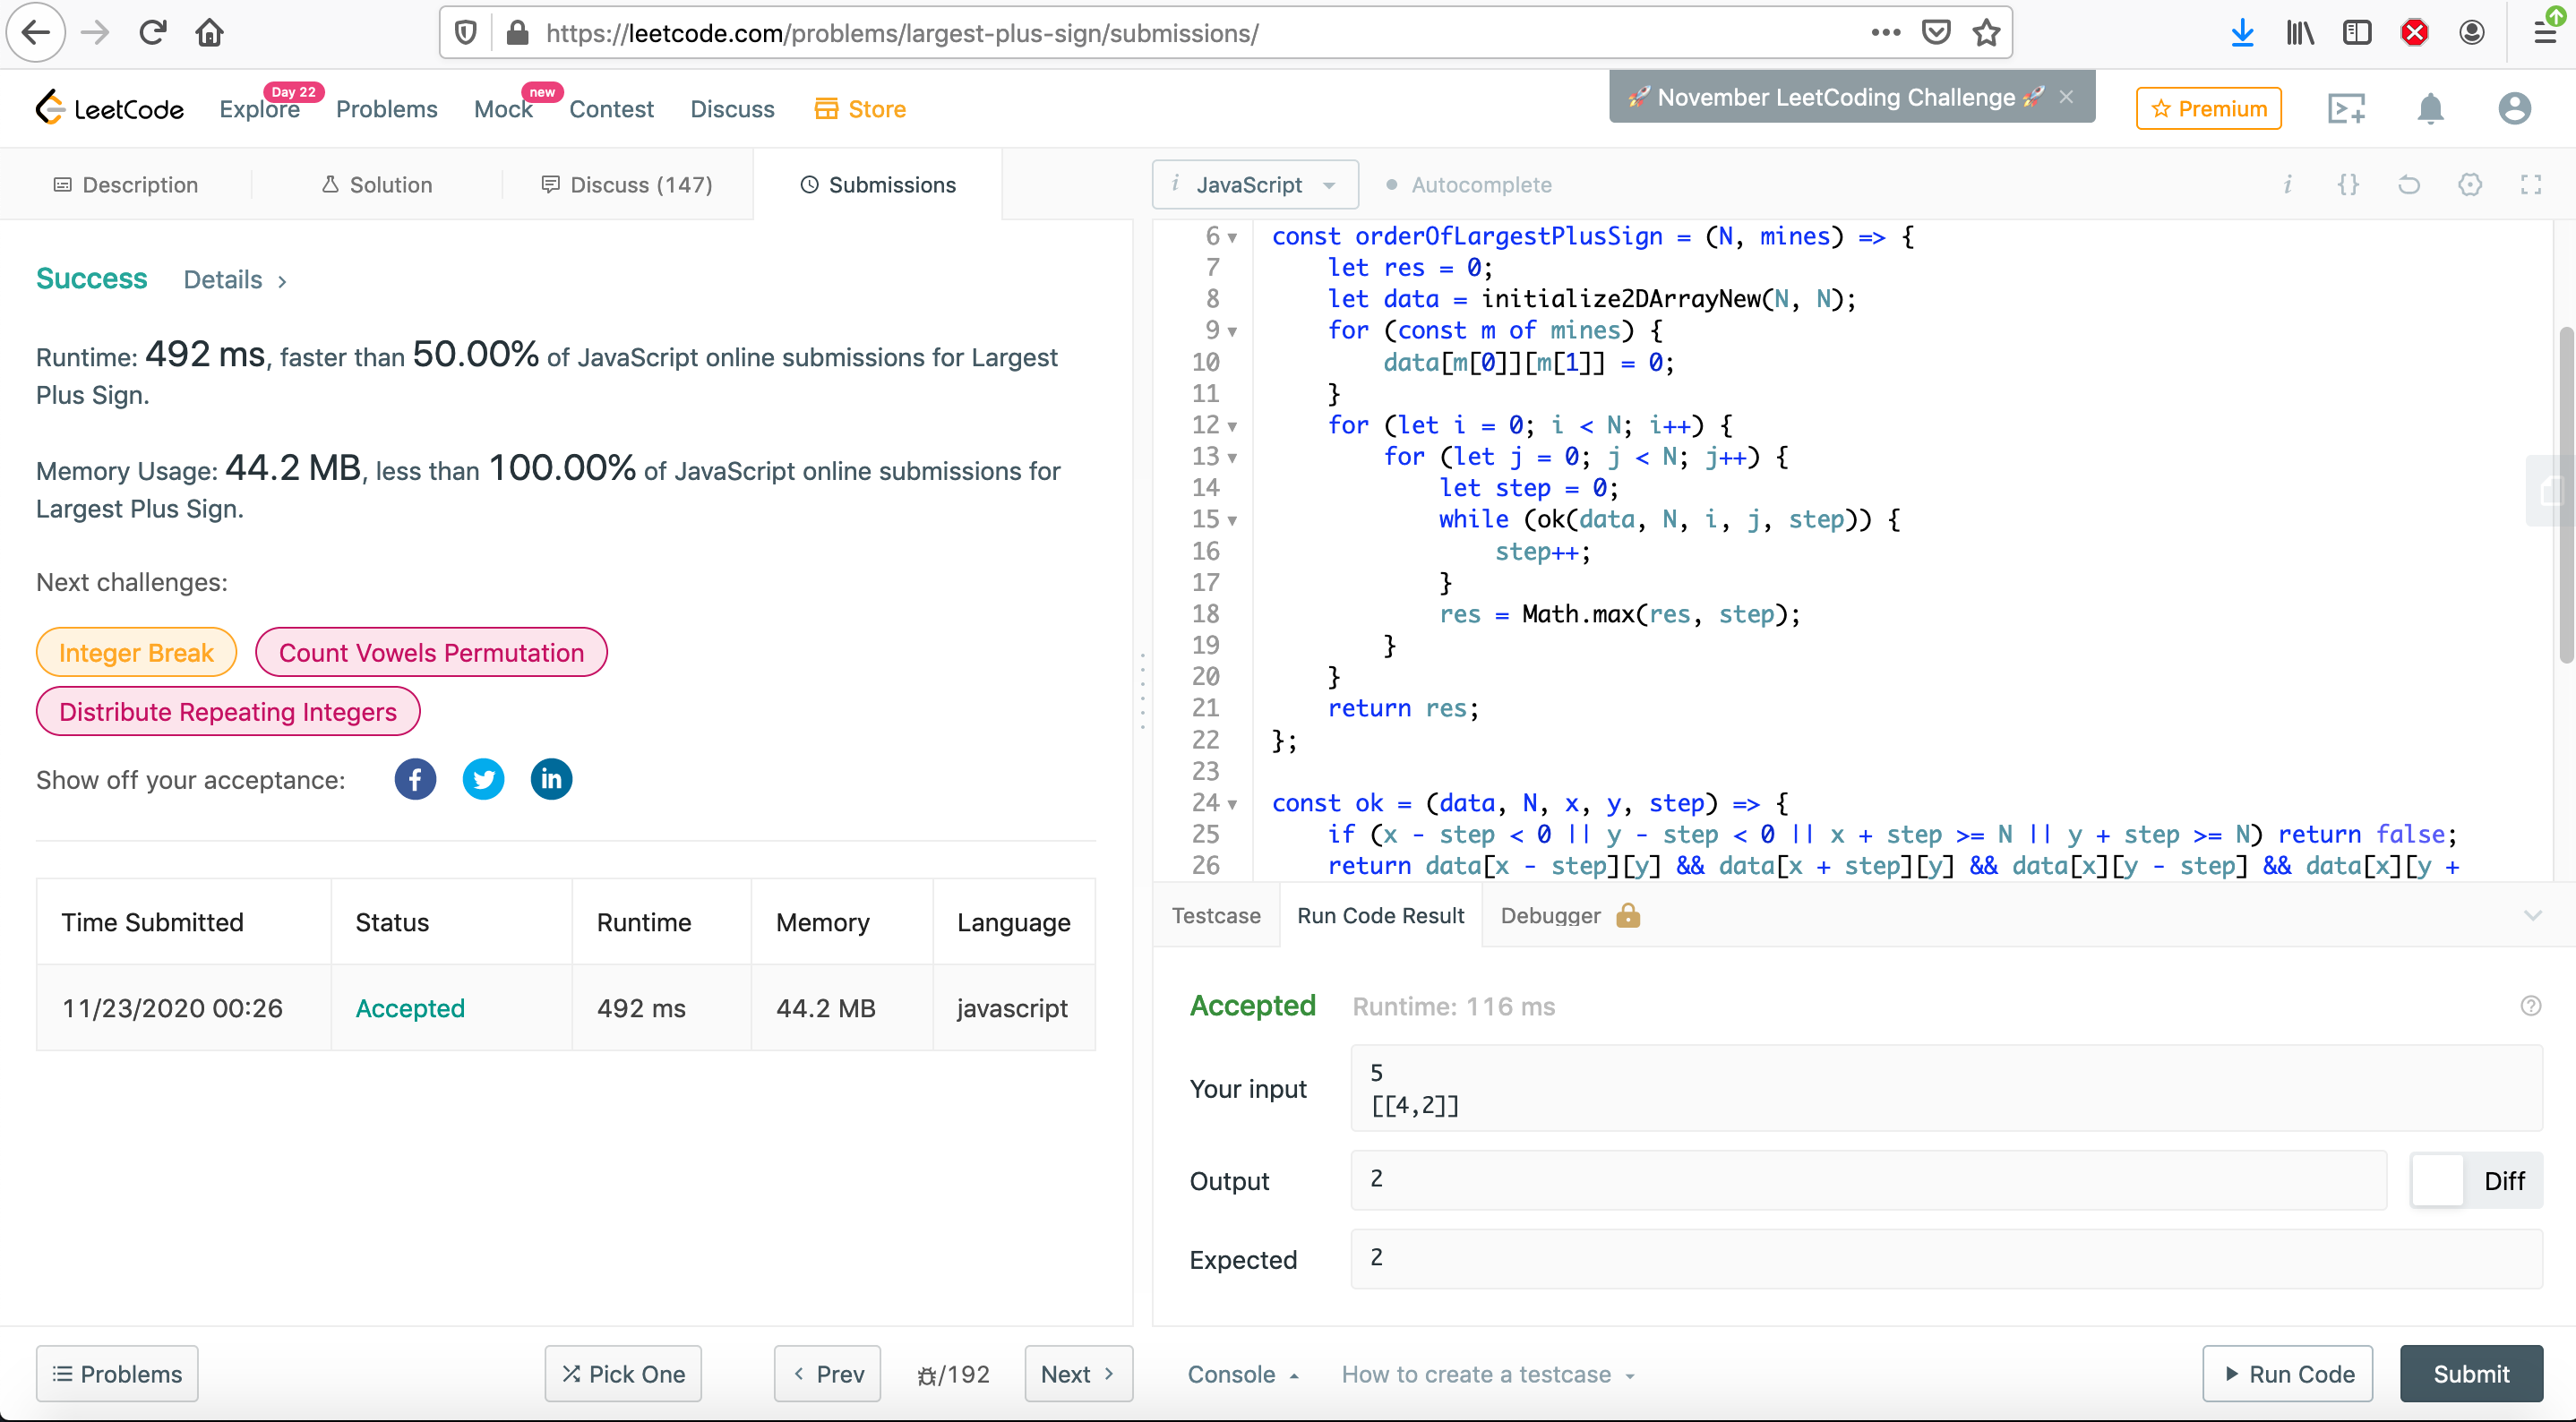 https://leetcode.com/problems/largest-plus-sign/submissions/
LeetCode
Explore
Day 22
Problems
Mock
new
Contest
Discuss
Store
🚀 November LeetCoding Challenge 🚀 ×
Premium
Description
Solution
Discuss (147)
Submissions
i JavaScript
Autocomplete
Success
Details >
Runtime: 492 ms, faster than 50.00% of JavaScript online submissions for Largest
Plus Sign.
Memory Usage: 44.2 MB, less than 100.00% of JavaScript online submissions for
Largest Plus Sign.
Next challenges:
Integer Break
Count Vowels Permutation
Distribute Repeating Integers
Show off your acceptance:
Time Submitted Status Runtime Memory Language
11/23/2020 00:26 Accepted 492 ms 44.2 MB javascript
6 const orderOfLargestPlusSign = (N, mines) => {
7 let res = 0;
8 let data = initialize2DArrayNew(N, N);
9 for (const m of mines) {
10 data[m[0]][m[1]] = 0;
11 }
12 for (let i = 0; i < N; i++) {
13 for (let j = 0; j < N; j++) {
14 let step = 0;
15 while (ok(data, N, i, j, step)) {
16 step++;
17 }
18 res = Math.max(res, step);
19 }
20 }
21 return res;
22 };
23
24 const ok = (data, N, x, y, step) => {
25 if (x - step < 0 || y - step < 0 || x + step >= N || y + step >= N) return false;
26 return data[x - step][y] && data[x + step][y] && data[x][y - step] && data[x][y +
Testcase
Run Code Result
Debugger
Accepted
Runtime: 116 ms
Your input
5
[[4,2]]
Output
2
Diff
Expected
2
Problems
Pick One
Prev
/192
Next
Console
How to create a testcase
Run Code
Submit